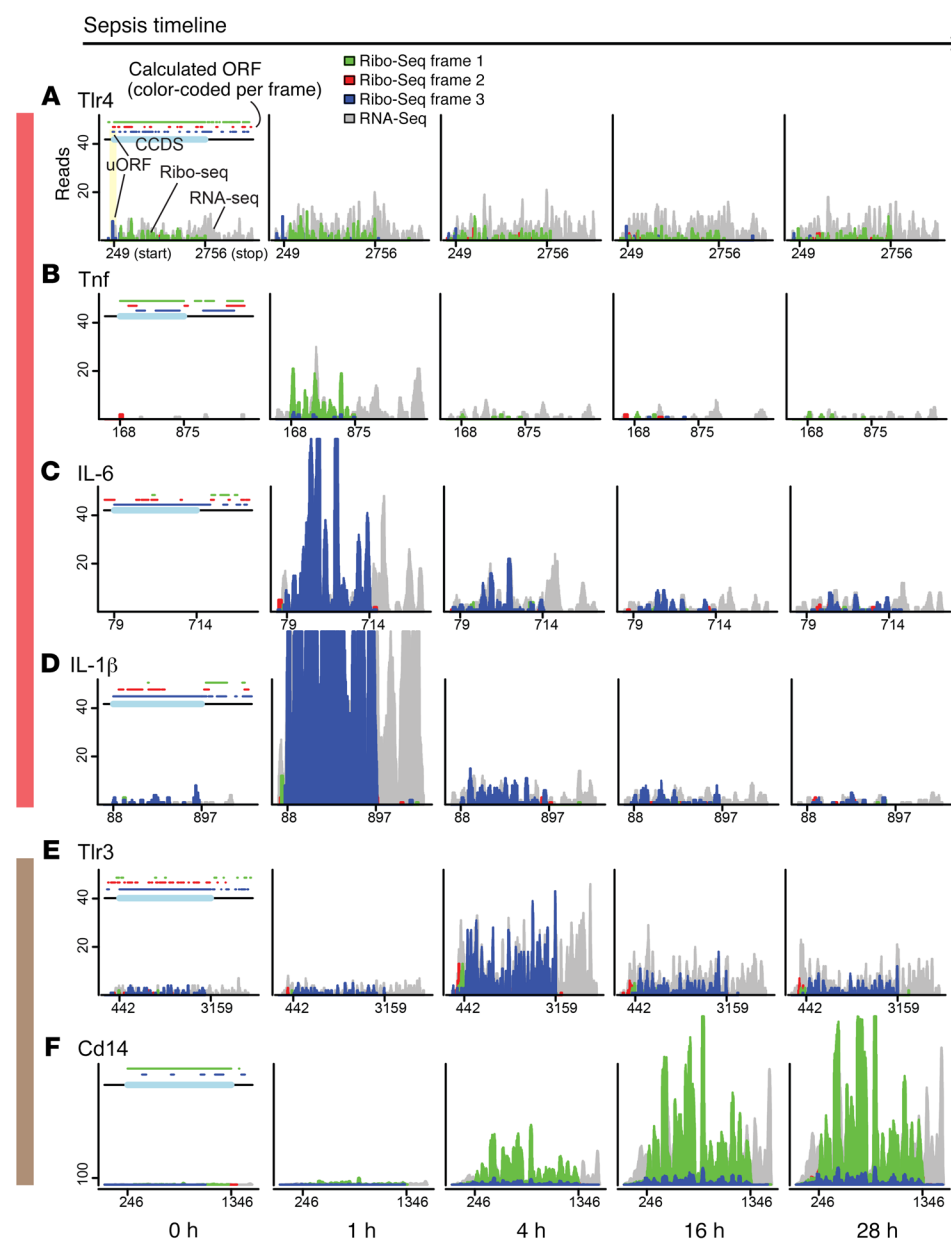 Sepsis timeline
Calculated ORF
(color-coded per frame)
Ribo-Seq frame 1
Ribo-Seq frame 2
Ribo-Seq frame 3
RNA-Seq
A Tlr4
Reads
40
20
CCDS
uORF
Ribo-seq
RNA-seq
249 (start) 2756 (stop) 249 2756 249 2756 249 2756 249 2756
B Tnf
40
20
168 875 168 875 168 875 168 875 168 875
C IL-6
40
20
79 714 79 714 79 714 79 714 79 714
D IL-1β
40
20
88 897 88 897 88 897 88 897 88 897
E Tlr3
40
20
442 3159 442 3159 442 3159 442 3159 442 3159
F Cd14
100
246 1346 246 1346 246 1346 246 1346 246 1346
0 h 1 h 4 h 16 h 28 h